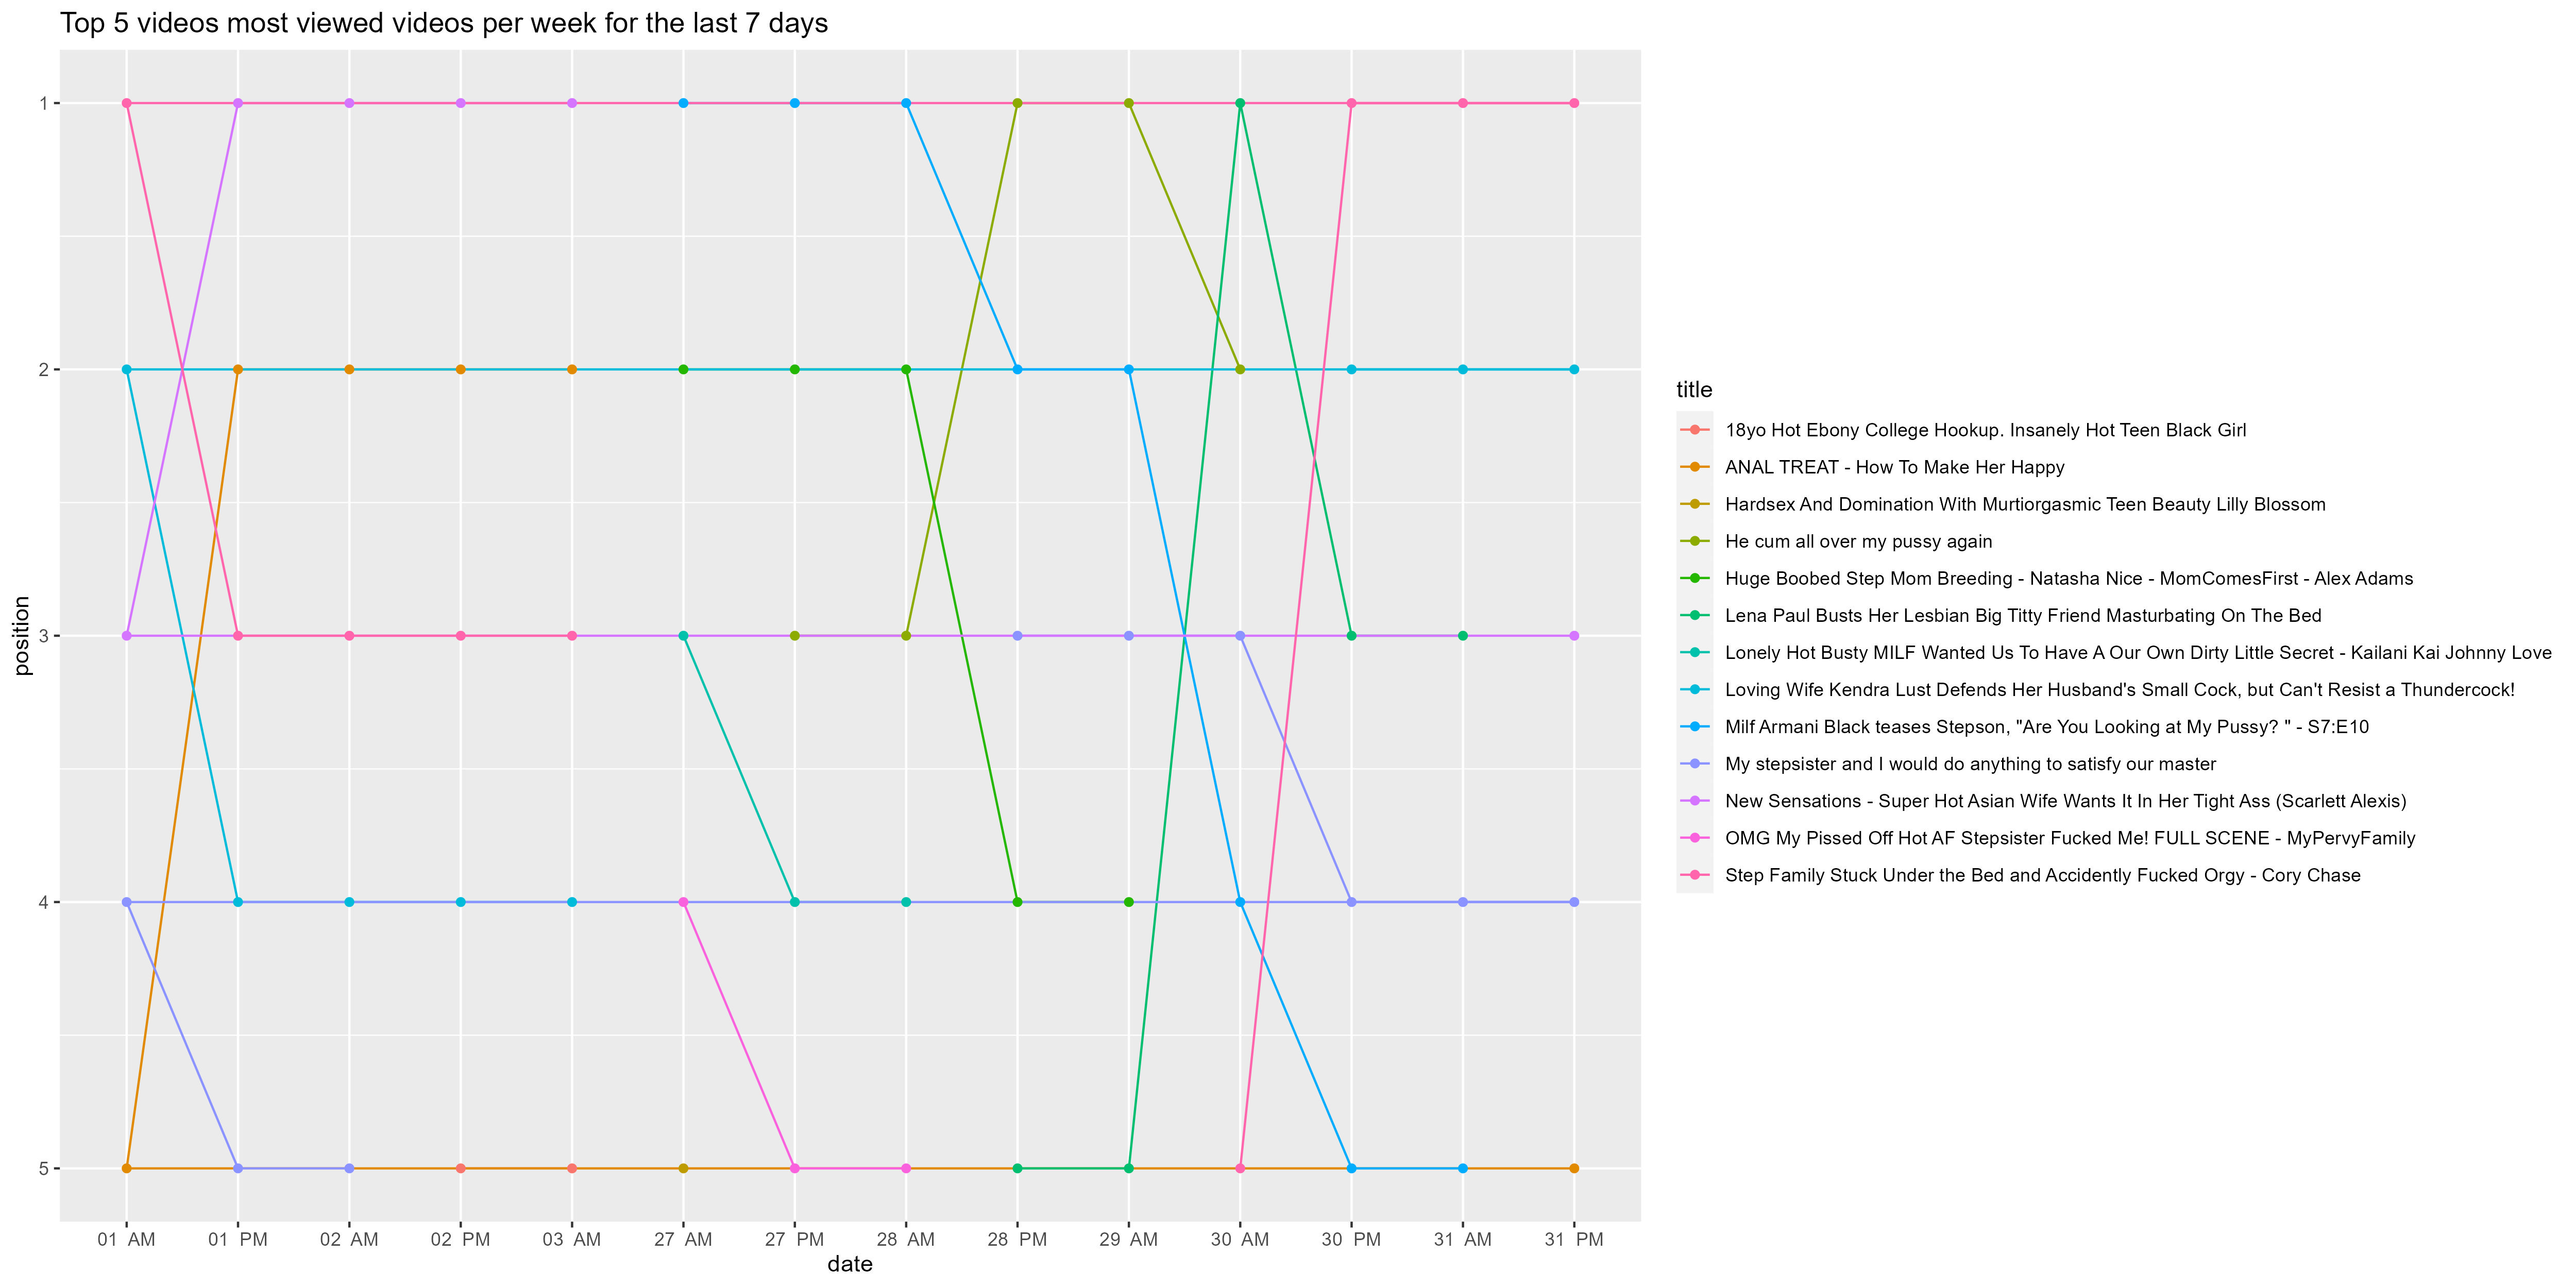 Top 5 videos most viewed videos per week for the last 7 days
position
1
2
3
4
5
01 AM 01 PM 02 AM 02 PM 03 AM 27 AM 27 PM 28 AM 28 PM 29 AM 30 AM 30 PM 31 AM 31 PM
date
title
18yo Hot Ebony College Hookup. Insanely Hot Teen Black Girl
ANAL TREAT - How To Make Her Happy
Hardsex And Domination With Murtiorgasmic Teen Beauty Lilly Blossom
He cum all over my pussy again
Huge Boobed Step Mom Breeding - Natasha Nice - MomComesFirst - Alex Adams
Lena Paul Busts Her Lesbian Big Titty Friend Masturbating On The Bed
Lonely Hot Busty MILF Wanted Us To Have A Our Own Dirty Little Secret - Kailani Kai Johnny Love
Loving Wife Kendra Lust Defends Her Husband's Small Cock, but Can't Resist a Thundercock!
Milf Armani Black teases Stepson, "Are You Looking at My Pussy? " - S7:E10
My stepsister and I would do anything to satisfy our master
New Sensations - Super Hot Asian Wife Wants It In Her Tight Ass (Scarlett Alexis)
OMG My Pissed Off Hot AF Stepsister Fucked Me! FULL SCENE - MyPervyFamily
Step Family Stuck Under the Bed and Accidently Fucked Orgy - Cory Chase